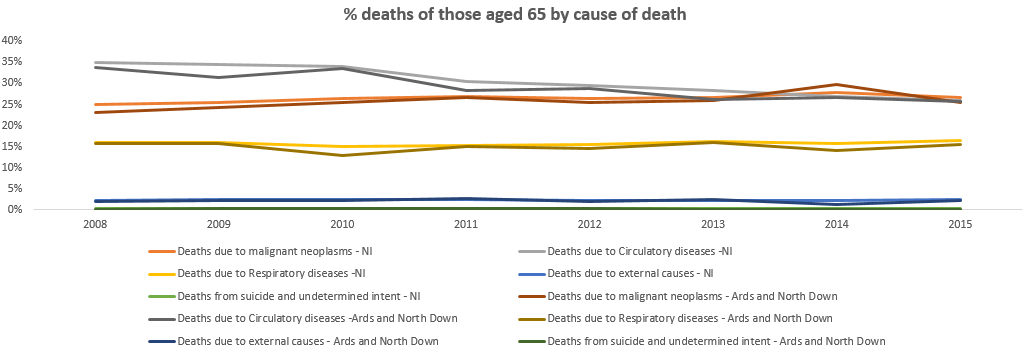 % deaths of those aged 65 by cause of death
40%
35%
30%
25%
20%
15%
10%
5%
0%
2008 2009 2010 2011 2012 2013 2014 2015
Deaths due to malignant neoplasms - NI
Deaths due to Circulatory diseases -NI
Deaths due to Respiratory diseases -NI
Deaths due to external causes - NI
Deaths from suicide and undetermined intent - NI
Deaths due to malignant neoplasms - Ards and North Down
Deaths due to Circulatory diseases -Ards and North Down
Deaths due to Respiratory diseases - Ards and North Down
Deaths due to external causes - Ards and North Down
Deaths from suicide and undetermined intent - Ards and North Down